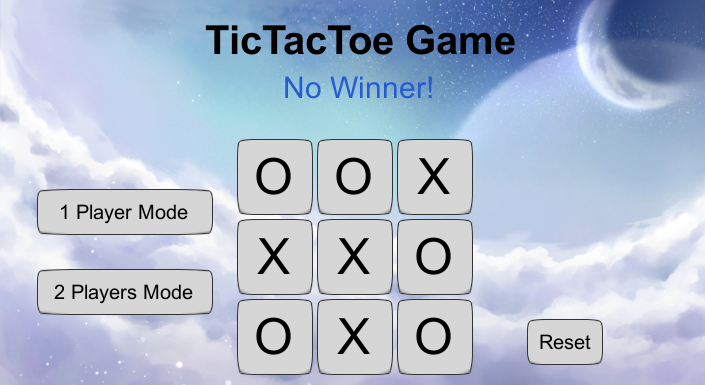 TicTacToe Game
No Winner!
O O X
1 Player Mode
X X O
2 Players Mode
O X O
Reset